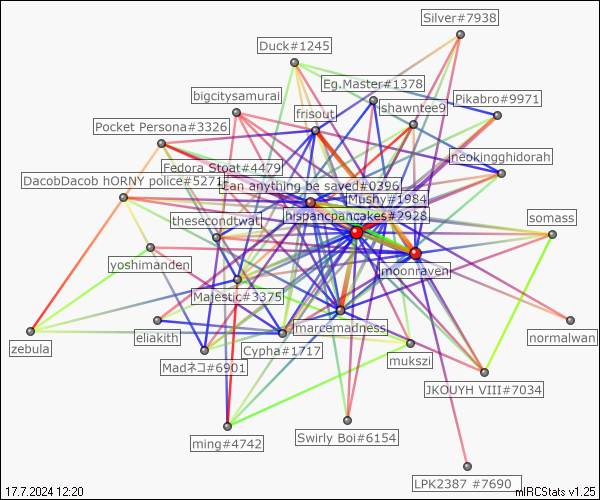 Silver#7938
Duck#1245
Eg.Master#1378
bigcitysamurai
Pikabro#9971
shawntee9
frisout
Pocket Persona#3326
neokingghidorah
Fedora Stoat#4479
DacobDacob hORNY police#5271
Can anything be saved#0396
Mushy#1984
hispancpancakes#2928
thesecondtwat
somass
yoshimanden
moonraven
Majestic#3375
marcemadness
eliakith
normalwan
zebula
Cypha#1717
mukszi
Madネコ#6901
JKOUYH VIII#7034
ming#4742
Swirly Boi#6154
LPK2387 #7690
17.7.2024 12:20
mIRCStats v1.25